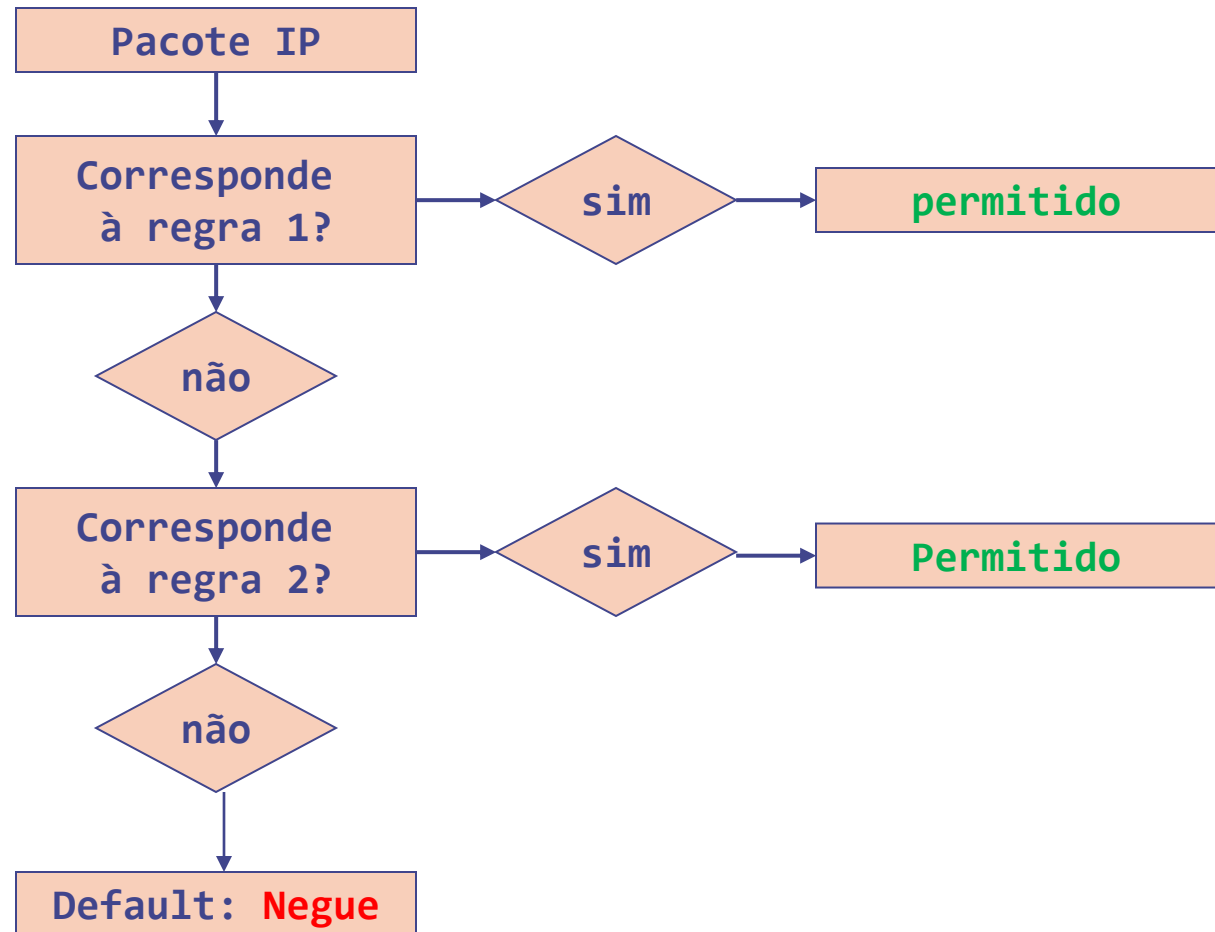 Pacote IP
Corresponde
à regra 1?
sim
permitido
não
Corresponde
à regra 2?
sim
Permitido
não
Default: Negue